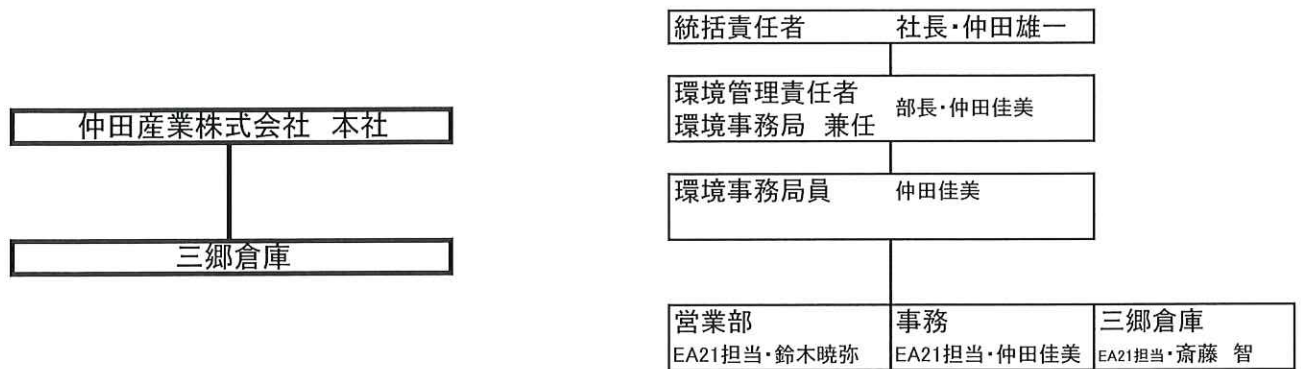 仲田産業株式会社 本社
三郷倉庫
統括責任者 社長・仲田雄一
環境管理責任者
環境事務局 兼任 部長・仲田佳美
環境事務局員 仲田佳美
営業部
EA21担当・鈴木暁弥
事務
EA21担当・仲田佳美
三郷倉庫
EA21担当・斎藤 智